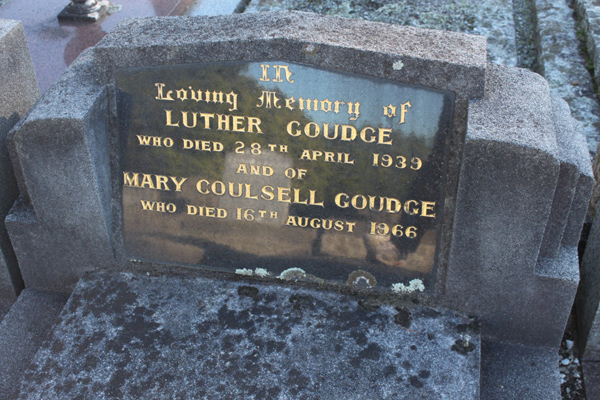 In
Loving Memory of
LUTHER GOUDGE
WHO DIED 28TH APRIL 1939
AND OF
MARY COULSELL GOUDGE
WHO DIED 16TH AUGUST 1966